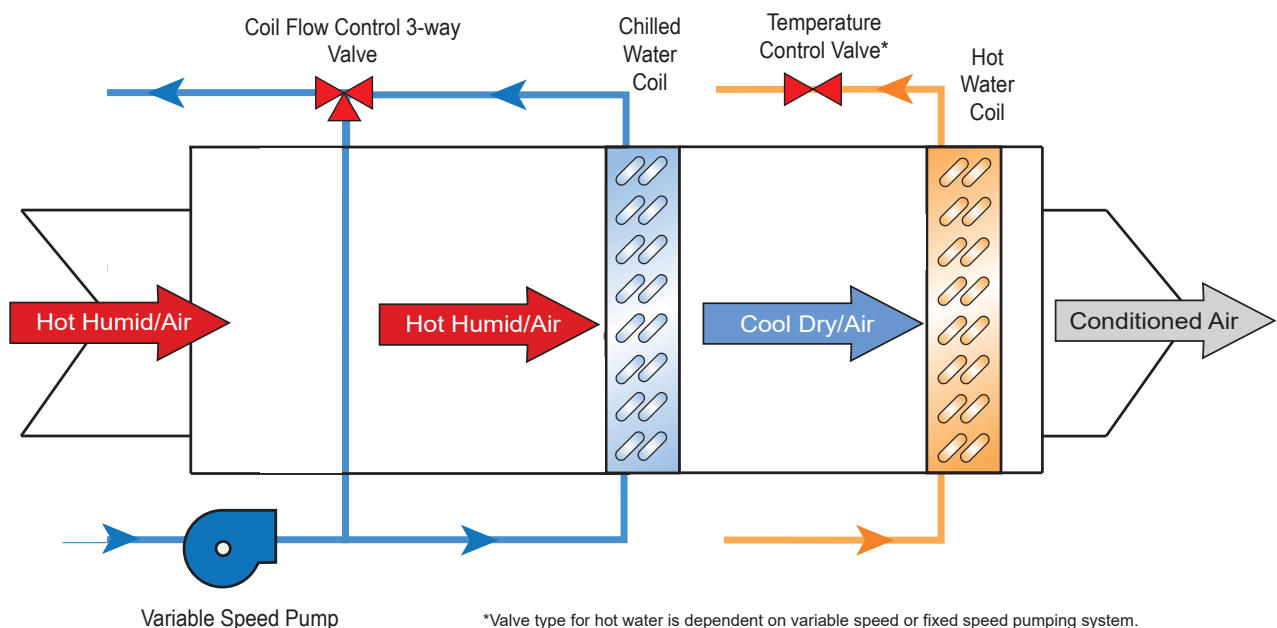 Coil Flow Control 3-way
Valve
Chilled
Water
Coil
Temperature
Control Valve*
Hot
Water
Coil
Hot Humid/Air
Hot Humid/Air
Cool Dry/Air
Conditioned Air
Variable Speed Pump
*Valve type for hot water is dependent on variable speed or fixed speed pumping system.